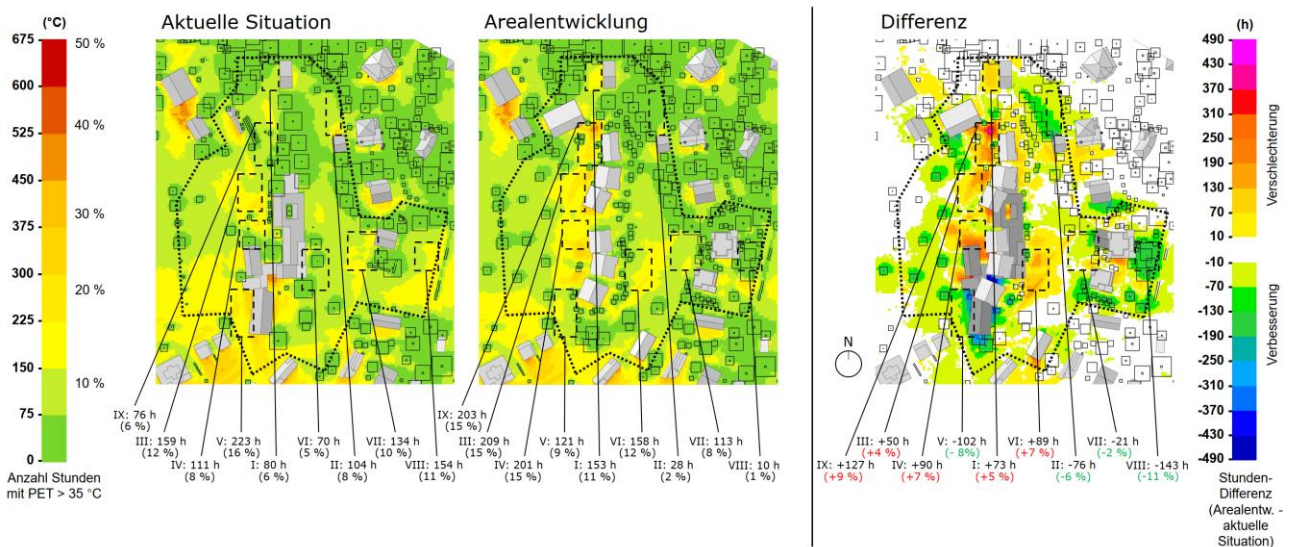 (°C)
Aktuelle Situation
Arealentwicklung
Differenz
(h)
675
600
525
450
375
300
225
150
75
0
50 %
40 %
30 %
20 %
10 %
Anzahl Stunden
mit PET > 35 °C
IX: 76 h
(6 %)
III: 159 h
(12 %)
IV: 111 h
(8 %)
V: 223 h
(16 %)
I: 80 h
(6 %)
VI: 70 h
(5 %)
II: 104 h
(8 %)
VII: 134 h
(10 %)
VIII: 154 h
(11 %)
IX: 203 h
(15 %)
III: 209 h
(15 %)
IV: 201 h
(15 %)
V: 121 h
(9 %)
I: 153 h
(11 %)
VI: 158 h
(12 %)
II: 28 h
(2 %)
VII: 113 h
(8 %)
VIII: 10 h
(1 %)
N
IX: +127 h
(+9 %)
III: +50 h
(+4 %)
IV: +90 h
(+7 %)
V: -102 h
(- 8%)
I: +73 h
(+5 %)
VI: +89 h
(+7 %)
II: -76 h
(-6 %)
VII: -21 h
(-2 %)
VIII: -143 h
(-11 %)
490
430
370
310
250
190
130
70
10
-10
-70
-130
-190
-250
-310
-370
-430
-490
Verschlechterung
Verbesserung
Stunden-
Differenz
(Arealentw. -
aktuelle
Situation)